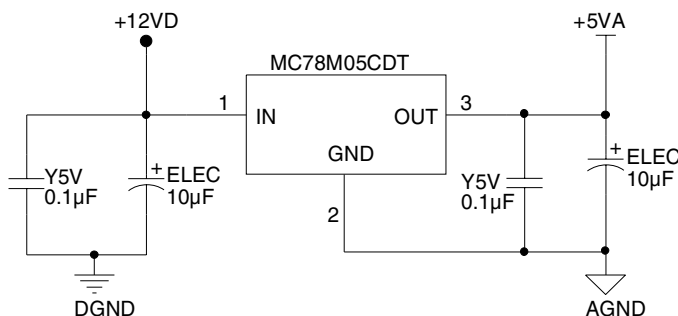 +12VD
+5VA
MC78M05CDT
1
IN
OUT
3
GND
2
Y5V
0.1µF
+
ELEC
10µF
Y5V
0.1µF
+
ELEC
10µF
DGND
AGND